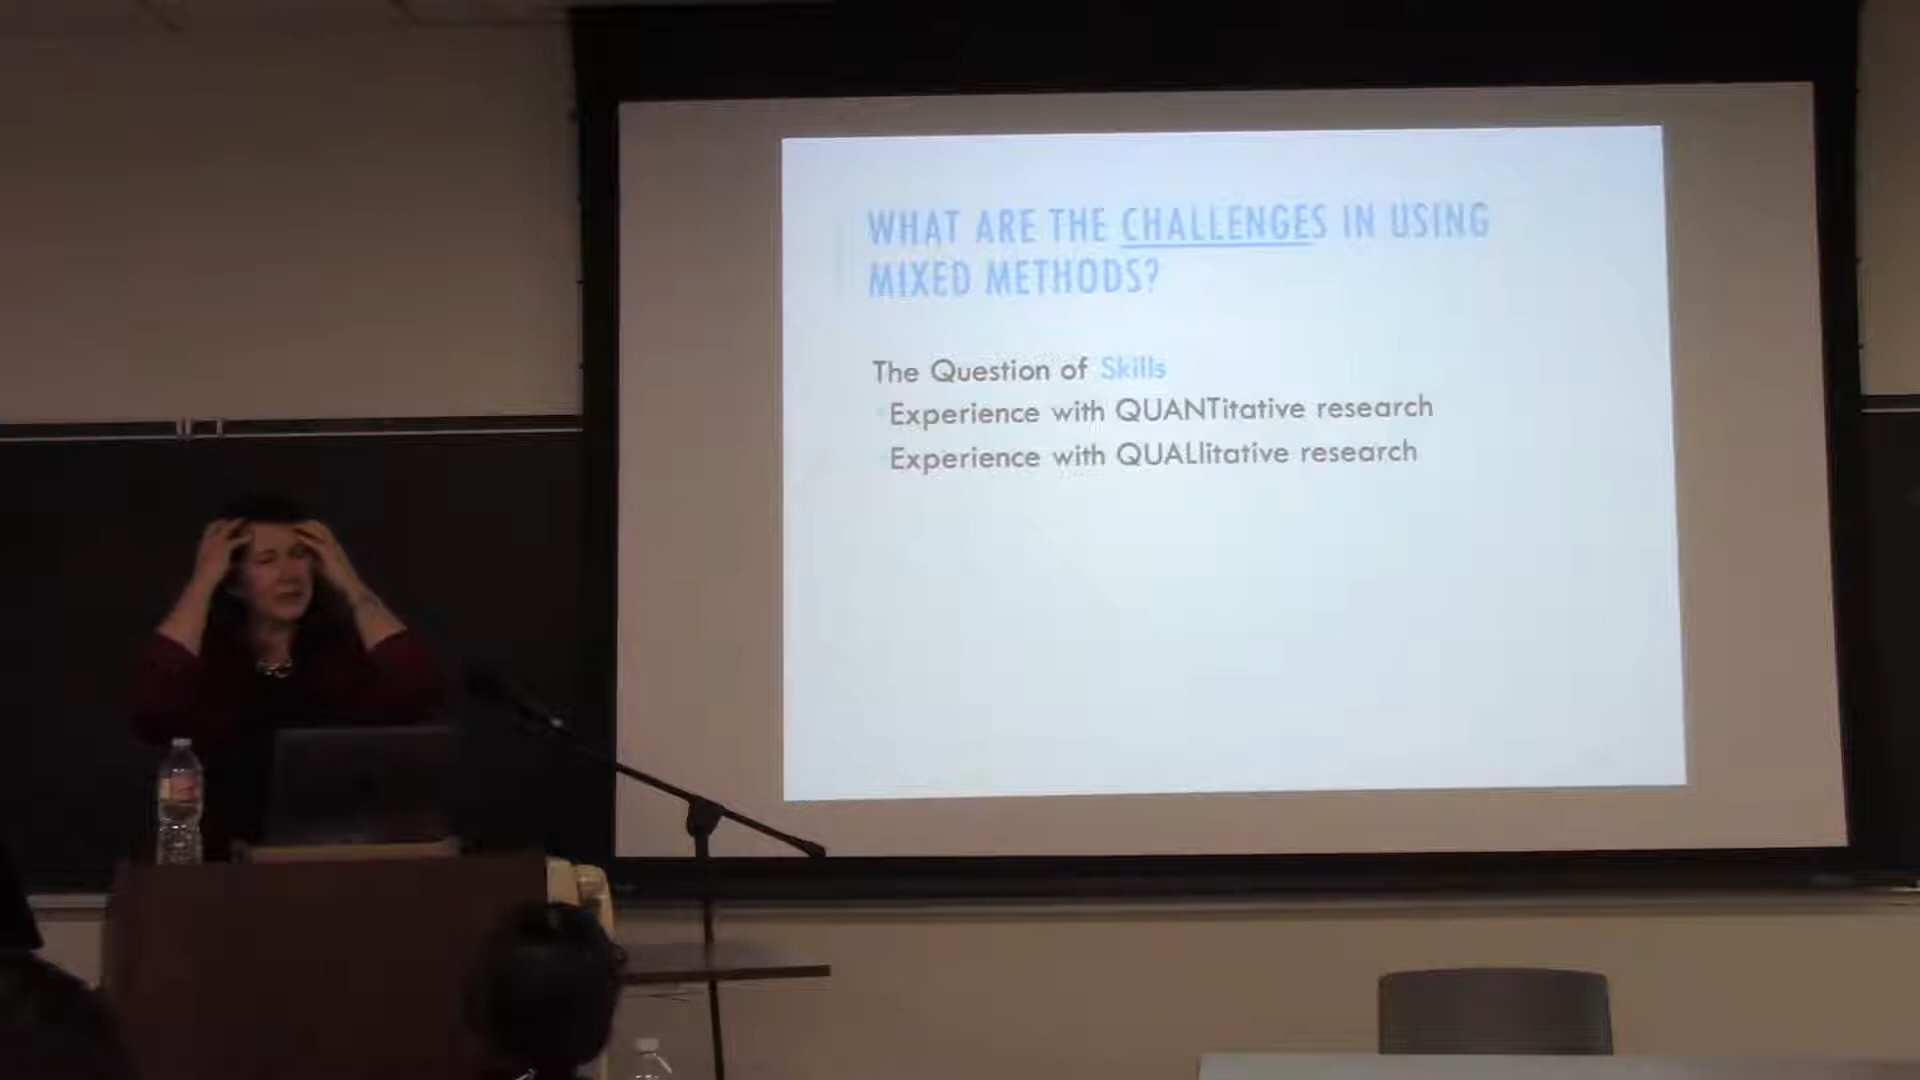 WHAT ARE THE CHALLENGES IN USING
MIXED METHODS?
The Question of Skills
Experience with QUANTitative research
Experience with QUALlitative research